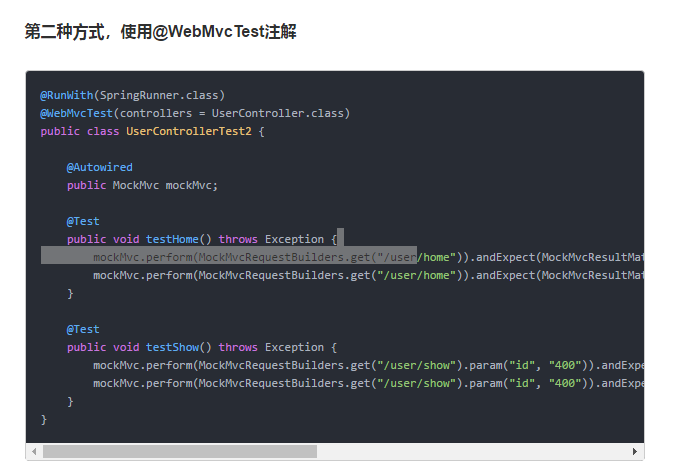 第二种方式，使用@WebMvcTest注解
@RunWith(SpringRunner.class)
@WebMvcTest(controllers = UserController.class)
public class UserControllerTest2 {
@Autowired
public MockMvc mockMvc;
@Test
public void testHome() throws Exception {
mockMvc.perform(MockMvcRequestBuilders.get("/user/home")).andExpect(MockMvcResultMat
mockMvc.perform(MockMvcRequestBuilders.get("/user/home")).andExpect(MockMvcResultMat
}
@Test
public void testShow() throws Exception {
mockMvc.perform(MockMvcRequestBuilders.get("/user/show").param("id", "400")).andExpe
mockMvc.perform(MockMvcRequestBuilders.get("/user/show").param("id", "400")).andExpe
}
}